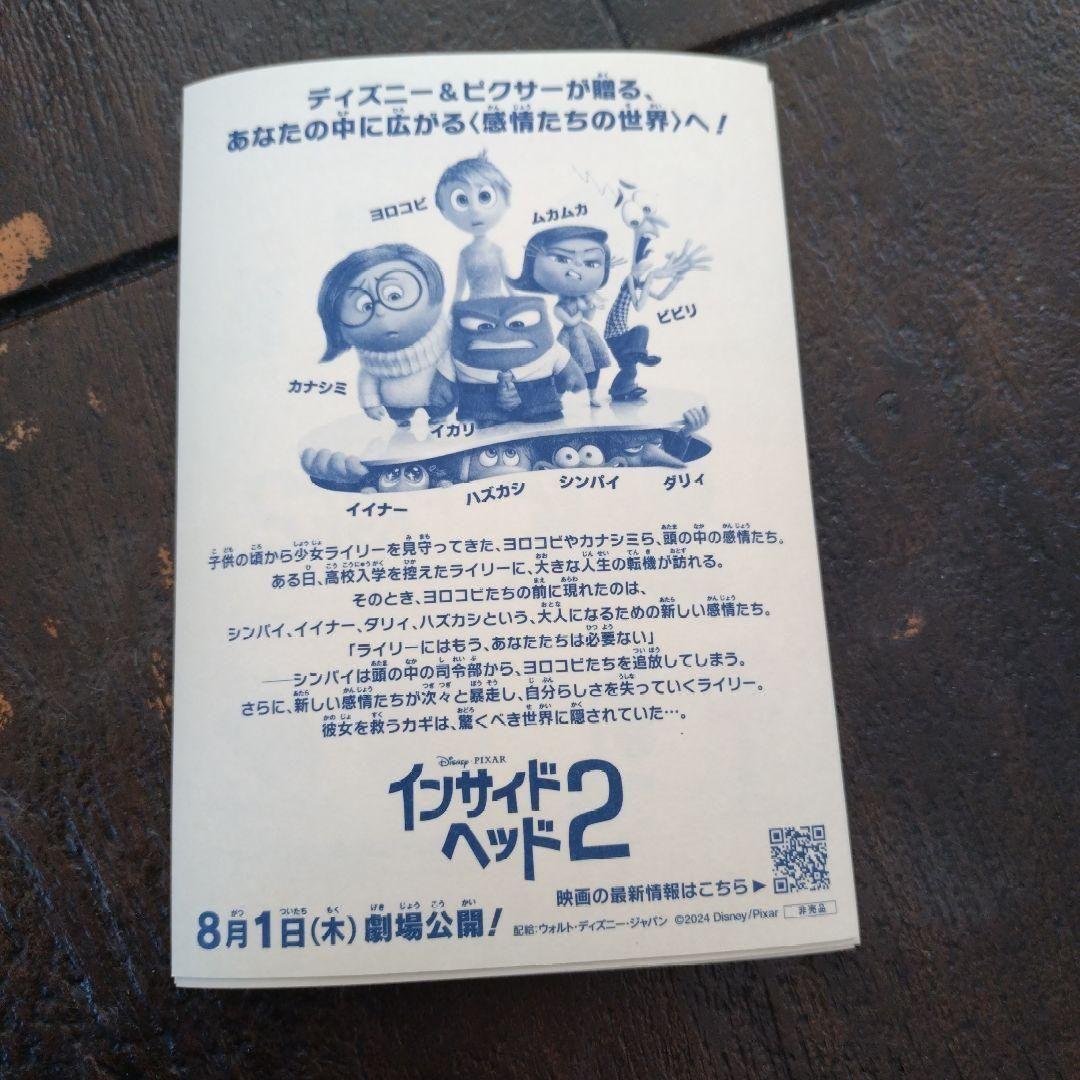 ディズニー&ピクサーが贈る、
あなたの中に広がる〈感情たちの世界〉へ!
ヨロコビ
ムカムカ
ビビリ
カナシミ
イカリ
イイナー
ハズカシ
シンパイ
ダリィ
子供の頃から少女ライリーを見守ってきた、ヨロコビやカナシミら、頭の中の感情たち。
ある日、高校入学を控えたライリーに、大きな人生の転機が訪れる。
そのとき、ヨロコビたちの前に現れたのは、
シンパイ、イイナー、ダリィ、ハズカシという、大人になるための新しい感情たち。
「ライリーにはもう、あなたたちは必要ない」
──シンパイは頭の中の司令部から、ヨロコビたちを追放してしまう。
さらに、新しい感情たちが次々と暴走し、自分らしさを失っていくライリー。
彼女を救うカギは、驚くべき世界に隠されていた…。
Disney PIXAR
インサイド
ヘッド2
映画の最新情報はこちら▶
8月1日(木)劇場公開!
配給:ウォルト・ディズニー・ジャパン ©2024 Disney/Pixar 非売品